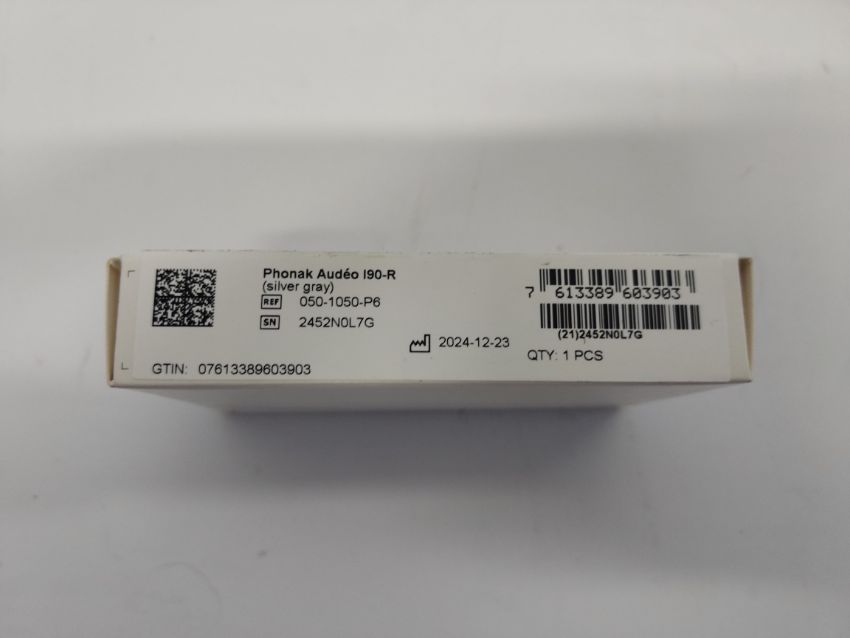 Phonak Audéo I90-R
(silver gray)
REF 050-1050-P6
SN 2452N0L7G
2024-12-23
GTIN: 07613389603903
7 613389 603903
(21)2452N0L7G
QTY: 1 PCS